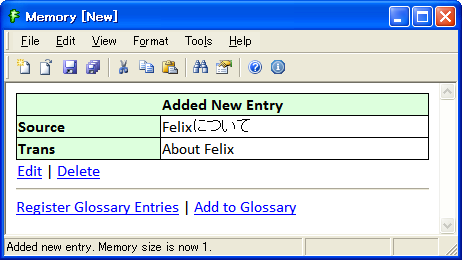 Memory [New]
File Edit View Format Tools Help
Added New Entry
Source Felixについて
Trans About Felix
Edit | Delete
Register Glossary Entries | Add to Glossary
Added new entry. Memory size is now 1.